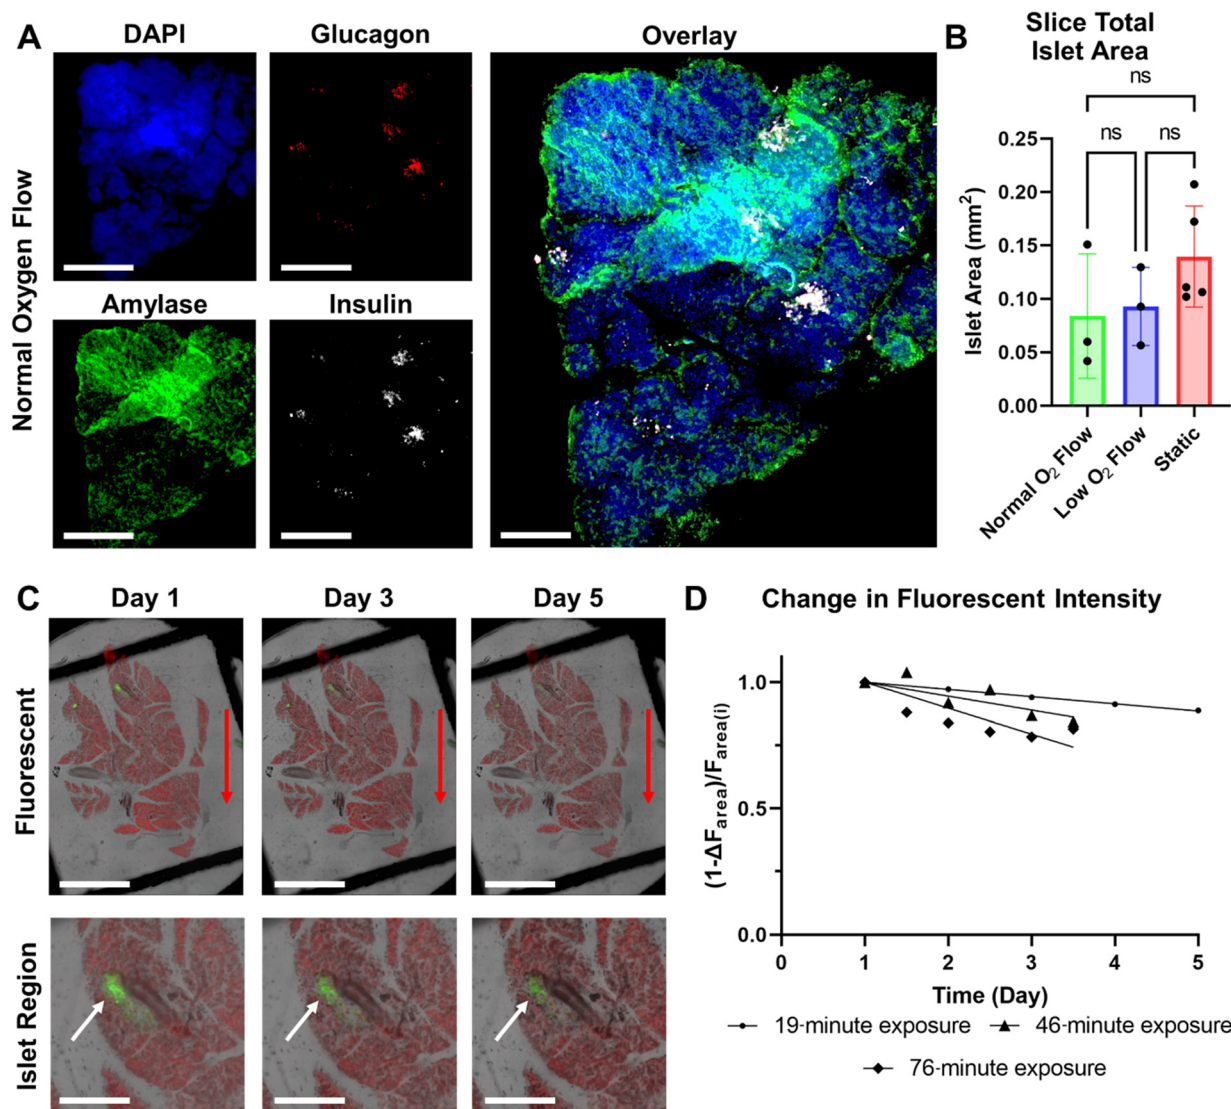 A
DAPI
Glucagon
Overlay
Normal Oxygen Flow
Amylase
Insulin
B
Slice Total
Islet Area
ns
ns
ns
Islet Area (mm²)
0.25
0.20
0.15
0.10
0.05
0.00
Normal O₂ Flow
Low O₂ Flow
Static
C
Day 1
Day 3
Day 5
Fluorescent
Islet Region
D
Change in Fluorescent Intensity
(1-ΔF_area)/F_area(i)
1.0
0.5
0.0
0
1
2
3
4
5
Time (Day)
19-minute exposure
46-minute exposure
76-minute exposure